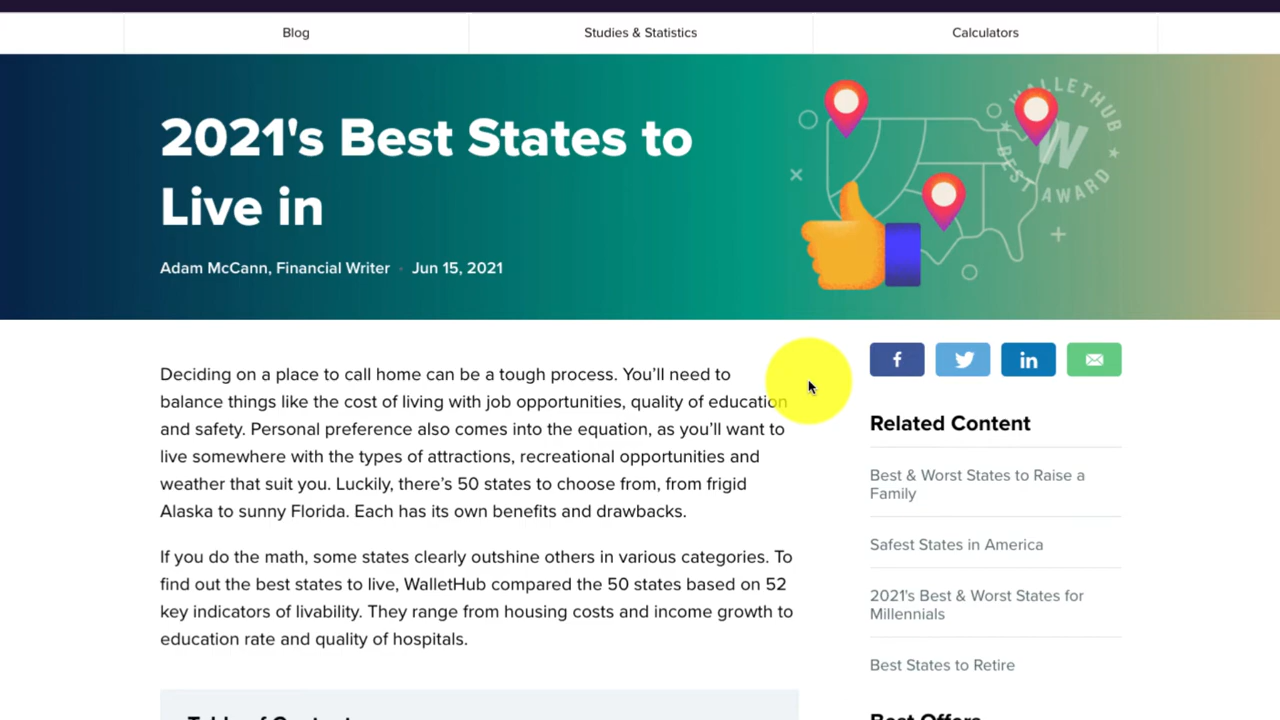 Blog
Studies & Statistics
Calculators
2021's Best States to
Live in
Adam McCann, Financial Writer · Jun 15, 2021
WALLETHUB
W
BEST AWARD
Deciding on a place to call home can be a tough process. You’ll need to
balance things like the cost of living with job opportunities, quality of education
and safety. Personal preference also comes into the equation, as you’ll want to
live somewhere with the types of attractions, recreational opportunities and
weather that suit you. Luckily, there’s 50 states to choose from, from frigid
Alaska to sunny Florida. Each has its own benefits and drawbacks.
If you do the math, some states clearly outshine others in various categories. To
find out the best states to live, WalletHub compared the 50 states based on 52
key indicators of livability. They range from housing costs and income growth to
education rate and quality of hospitals.
f
in
Related Content
Best & Worst States to Raise a
Family
Safest States in America
2021's Best & Worst States for
Millennials
Best States to Retire
Best Offers